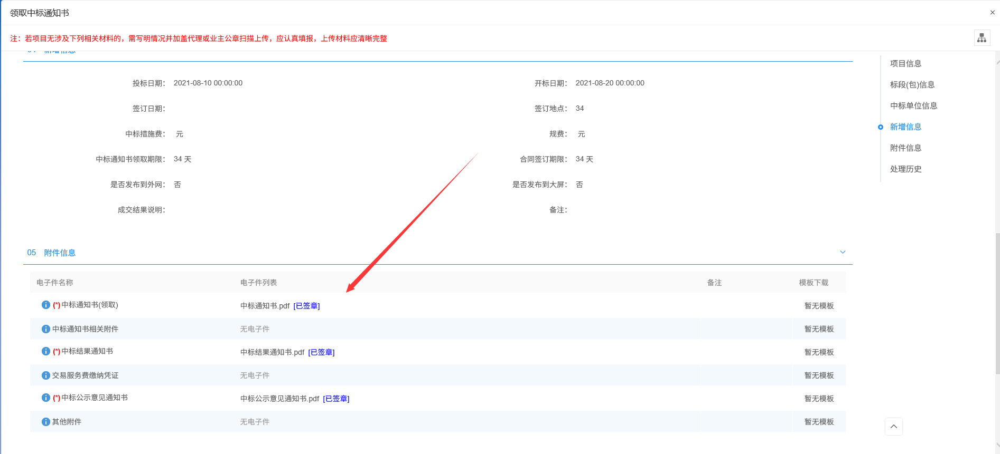 领取中标通知书
×
注：若项目无涉及下列相关材料的，需写明情况并加盖代理或业主公章扫描上传，应认真填报，上传材料应清晰完整
新增信息
投标日期： 2021-08-10 00:00:00 开标日期： 2021-08-20 00:00:00
签订日期： 签订地点： 34
中标措施费： 元 规费： 元
中标通知书领取期限： 34 天 合同签订期限： 34 天
是否发布到外网： 否 是否发布到大屏： 否
成交结果说明： 备注：
05 附件信息
电子件名称 电子件列表 备注 模板下载
(*)中标通知书(领取) 中标通知书.pdf [已签章] 暂无模板
中标通知书相关附件 无电子件 暂无模板
(*)中标结果通知书 中标结果通知书.pdf [已签章] 暂无模板
交易服务费缴纳凭证 无电子件 暂无模板
(*)中标公示意见通知书 中标公示意见通知书.pdf [已签章] 暂无模板
其他附件 无电子件 暂无模板
项目信息
标段(包)信息
中标单位信息
新增信息
附件信息
处理历史